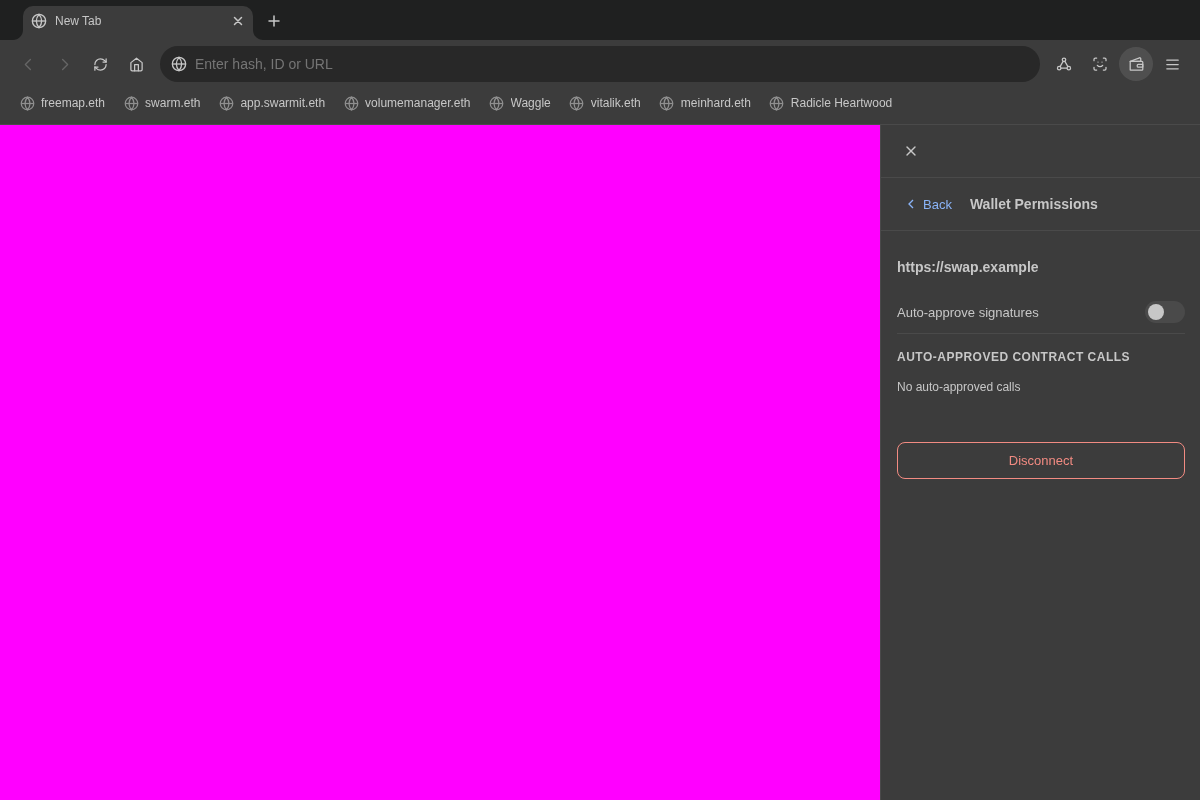 New Tab
Enter hash, ID or URL
freemap.eth
swarm.eth
app.swarmit.eth
volumemanager.eth
Waggle
vitalik.eth
meinhard.eth
Radicle Heartwood
Back
Wallet Permissions
https://swap.example
Auto-approve signatures
AUTO-APPROVED CONTRACT CALLS
No auto-approved calls
Disconnect